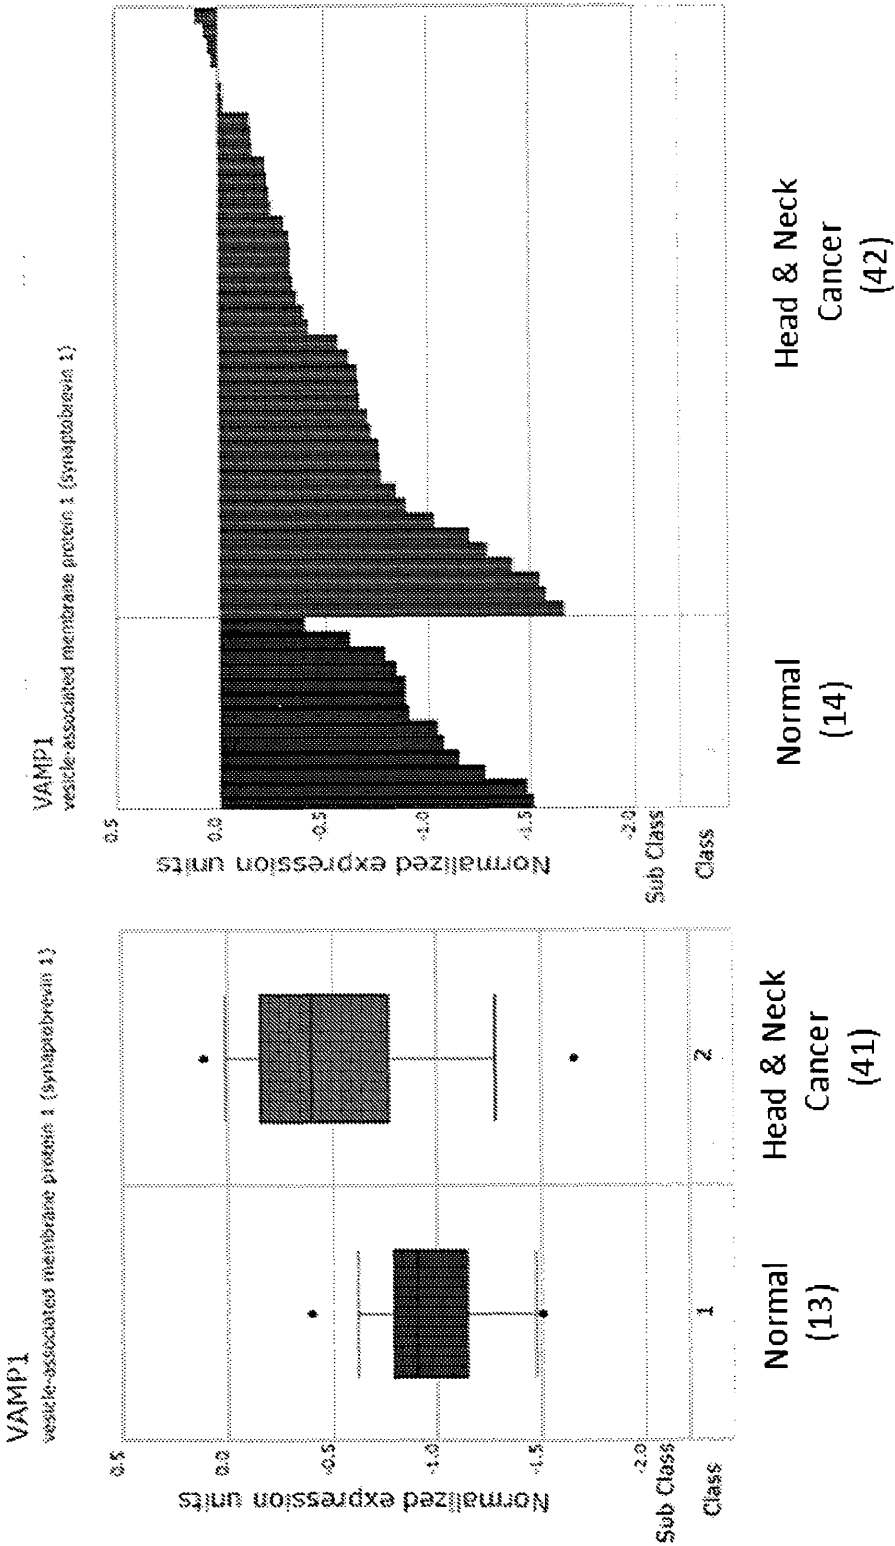 VAMP1
vesicle-associated membrane protein 1 (synaptobrevin 1)
Normalized expression units
0.5
0.0
-0.5
-1.0
-1.5
-2.0
Sub Class
Class
1
2
Normal
(13)
Head & Neck
Cancer
(41)
VAMP1
vesicle-associated membrane protein 1 (synaptobrevin 1)
Normalized expression units
0.5
0.0
-0.5
-1.0
-1.5
-2.0
Sub Class
Class
Normal
(14)
Head & Neck
Cancer
(42)